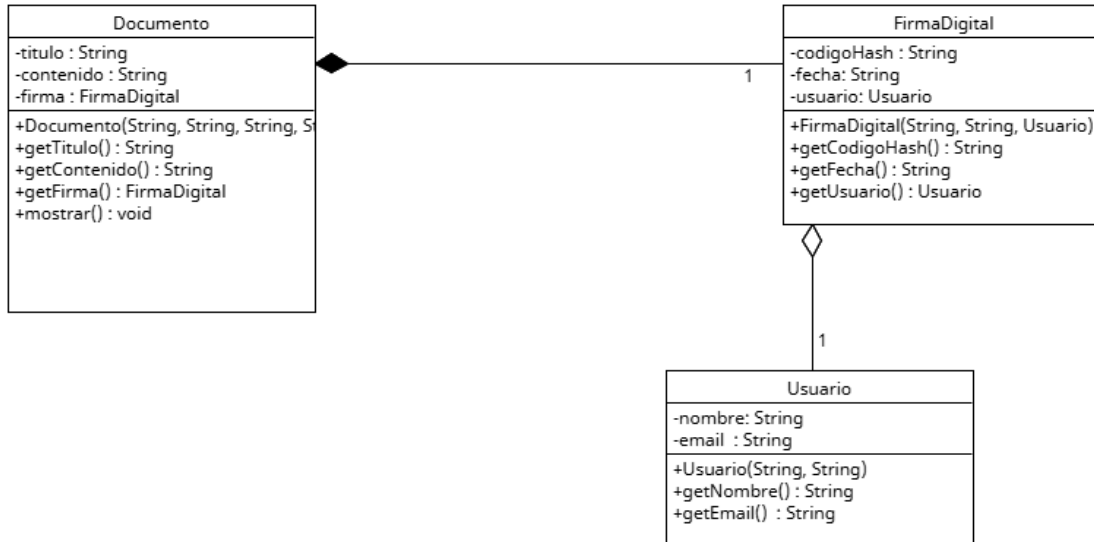 Documento
-titulo : String
-contenido : String
-firma : FirmaDigital
+Documento(String, String, String, St
+getTitulo() : String
+getContenido() : String
+getFirma() : FirmaDigital
+mostrar() : void
1
FirmaDigital
-codigoHash : String
-fecha: String
-usuario: Usuario
+FirmaDigital(String, String, Usuario)
+getCodigoHash() : String
+getFecha() : String
+getUsuario() : Usuario
1
Usuario
-nombre: String
-email : String
+Usuario(String, String)
+getNombre() : String
+getEmail() : String